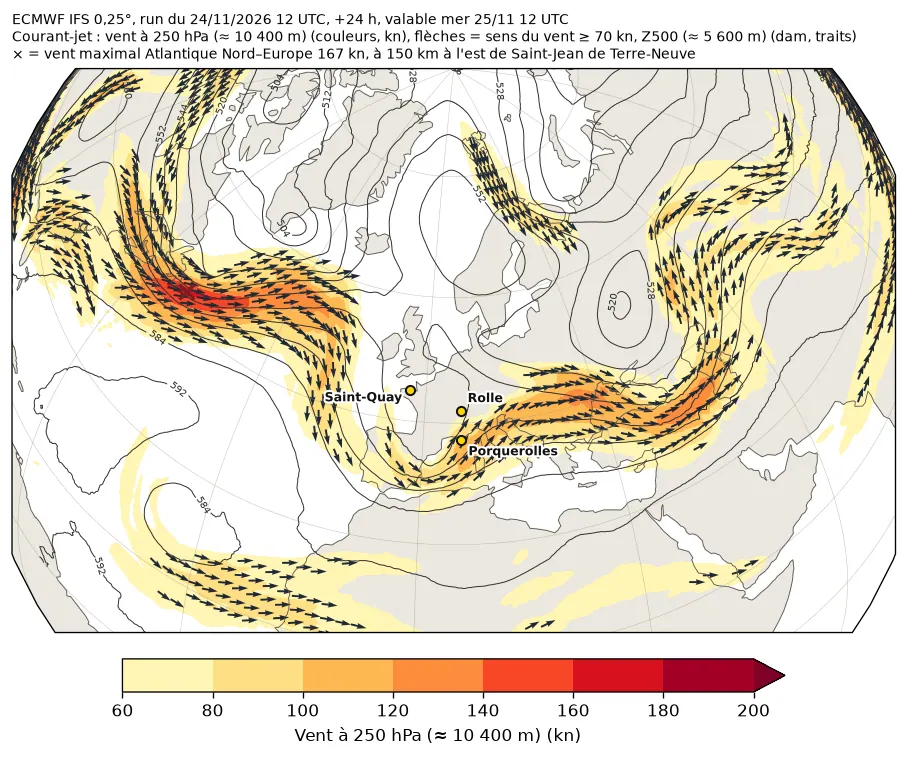 ECMWF IFS 0,25°, run du 24/11/2026 12 UTC, +24 h, valable mer 25/11 12 UTC
Courant-jet : vent à 250 hPa (≈ 10 400 m) (couleurs, kn), flèches = sens du vent ≥ 70 kn, Z500 (≈ 5 600 m) (dam, traits)
× = vent maximal Atlantique Nord–Europe 167 kn, à 150 km à l'est de Saint-Jean de Terre-Neuve
528
528
504
512
520
552
552
504
520
528
584
592
Saint-Quay
Rolle
Porquerolles
584
592
60 80 100 120 140 160 180 200
Vent à 250 hPa (≈ 10 400 m) (kn)